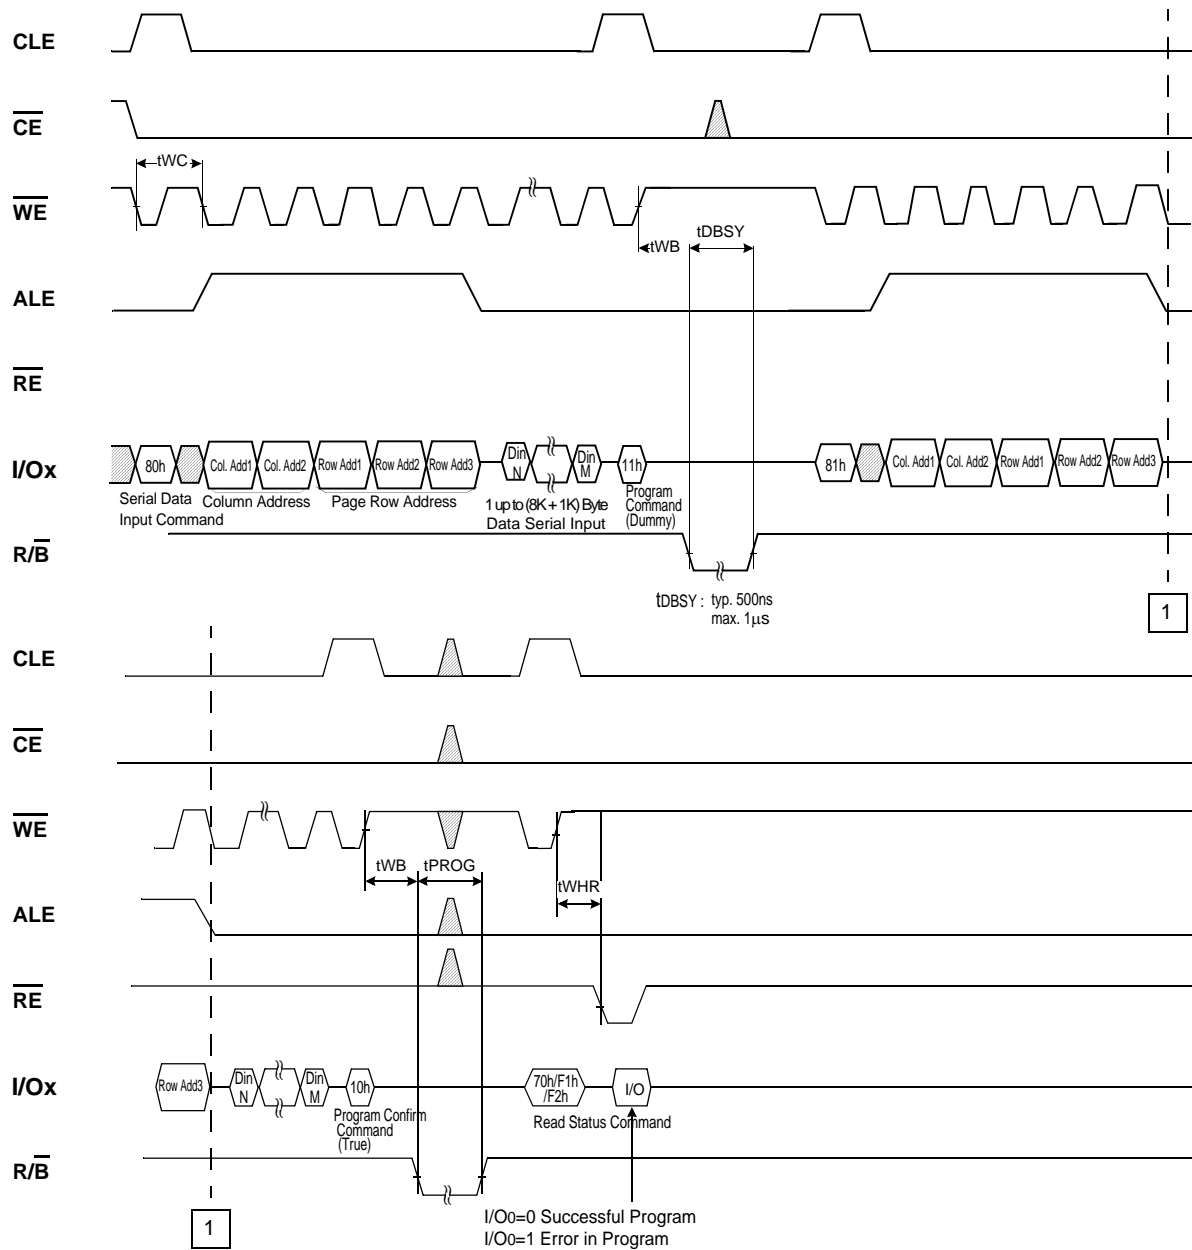 CLE
CE
tWC
WE
tWB
tDBSY
ALE
RE
I/Ox
80h
Col. Add1
Col. Add2
Row Add1
Row Add2
Row Add3
Din
N
Din
M
11h
81h
Col. Add1
Col. Add2
Row Add1
Row Add2
Row Add3
Serial Data
Input Command
Column Address
Page Row Address
1 up to (8K + 1K) Byte
Data Serial Input
Program
Command
(Dummy)
R/B
tDBSY : typ. 500ns
max. 1μs
1
CLE
CE
WE
tWB
tPROG
tWHR
ALE
RE
I/Ox
Row Add3
Din
N
Din
M
10h
70h/F1h
/F2h
I/O
Program Confirm
Command
(True)
Read Status Command
R/B
1
I/O0=0 Successful Program
I/O0=1 Error in Program